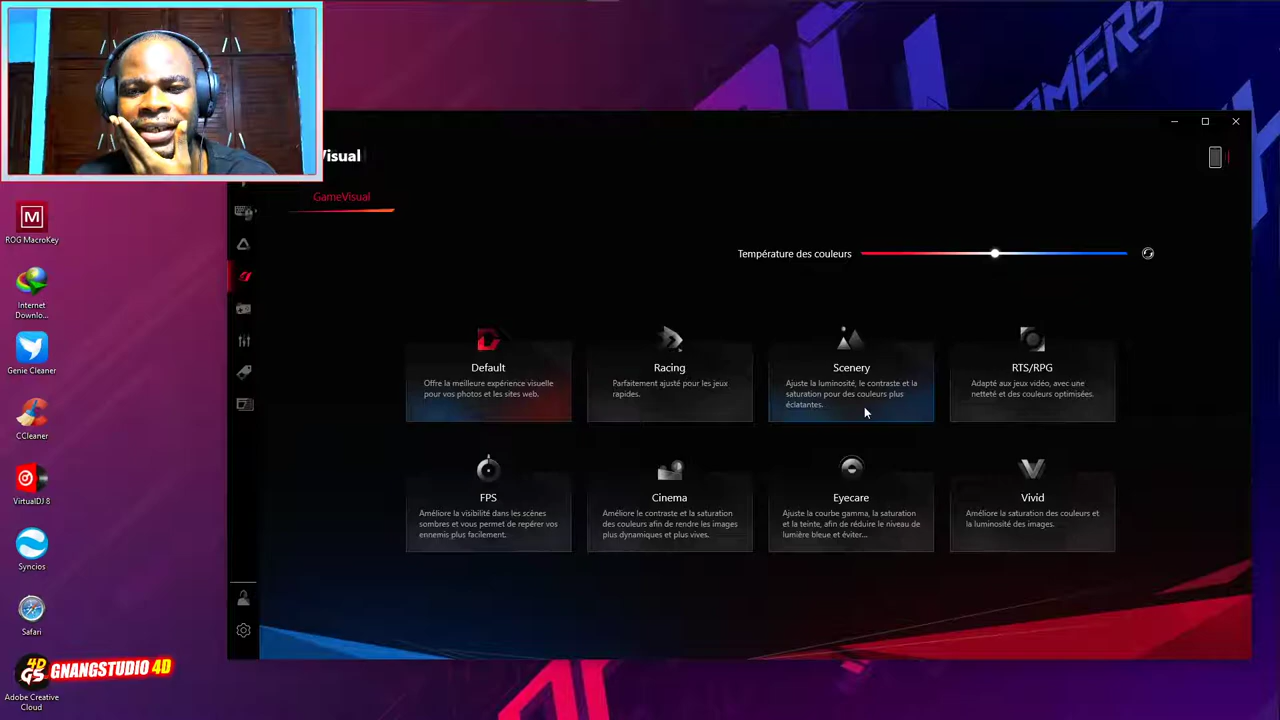 GAMERS
Visual
GameVisual
Température des couleurs
Default
Offre la meilleure expérience visuelle
pour vos photos et les sites web.
Racing
Parfaitement ajusté pour les jeux
rapides.
Scenery
Ajuste la luminosité, le contraste et la
saturation pour des couleurs plus
éclatantes.
RTS/RPG
Adapté aux jeux vidéo, avec une
netteté et des couleurs optimisées.
FPS
Améliore la visibilité dans les scènes
sombres et vous permet de repérer vos
ennemis plus facilement.
Cinema
Améliore le contraste et la saturation
des couleurs afin de rendre les images
plus dynamiques et plus vives.
Eyecare
Ajuste la courbe gamma, la saturation
et la teinte, afin de réduire le niveau de
lumière bleue et éviter...
Vivid
Améliore la saturation des couleurs et
la luminosité des images.
M
ROG MacroKey
Internet
Downlo...
Genie Cleaner
CCleaner
VirtualDJ 8
Syncios
Safari
4D
GS
GNANGSTUDIO 4D
Adobe Creative
Cloud